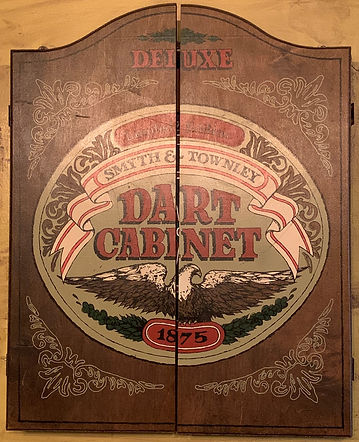 DELUXE
SMYTH & TOWNLEY
DART
CABINET
1875